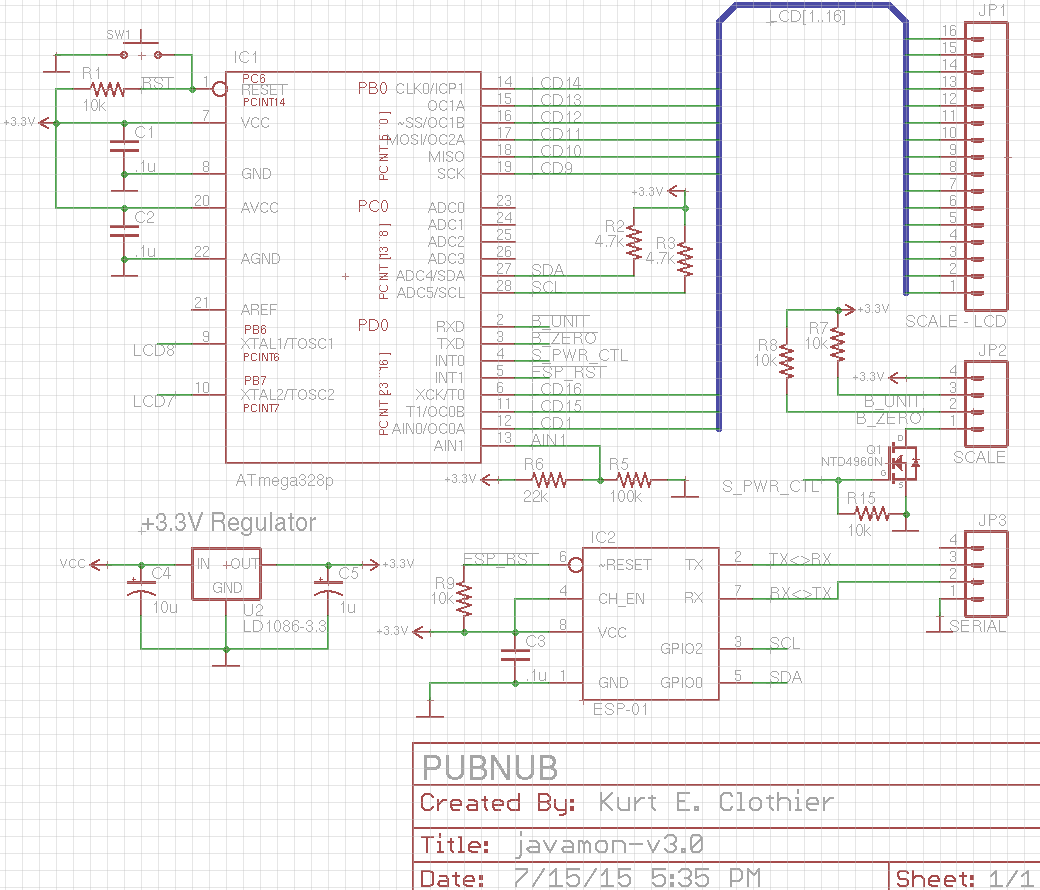 LCD[1..16]
JP1
16
15
14
13
12
11
10
9
8
7
6
5
4
3
2
1
SCALE - LCD
SW1
R1
10k
RST
+3.3V
C1
.1u
C2
.1u
IC1
1
PC6
RESET
PCINT14
7
VCC
8
GND
20
AVCC
22
AGND
21
AREF
PB6
9
XTAL1/TOSC1
PCINT6
LCD8
PB7
10
XTAL2/TOSC2
PCINT7
LCD7
PB0
PCINT[5..0]
CLKO/ICP1 14 LCD14
OC1A 15 LCD13
~SS/OC1B 16 LCD12
MOSI/OC2A 17 LCD11
MISO 18 LCD10
SCK 19 LCD9
PC0
PCINT[13..8]
ADC0 23
ADC1 24
ADC2 25
ADC3 26
ADC4/SDA 27 SDA
ADC5/SCL 28 SCL
PD0
PCINT[23..16]
RXD 2 B_UNIT
TXD 3 B_ZERO
INT0 4 S_PWR_CTL
INT1 5 ESP_RST
XCK/T0 6 LCD16
T1/OC0B 11 LCD15
AIN0/OC0A 12 LCD1
AIN1 13 AIN1
ATmega328p
+3.3V
R2
4.7k
R3
4.7k
+3.3V
R6
22k
R5
100k
+3.3V
R7
10k
R8
10k
JP2
+3.3V
4
3
B_UNIT
2
B_ZERO
1
SCALE
Q1
NTD4960N
D
G
S
S_PWR_CTL
R15
10k
+3.3V Regulator
VCC
C4
10u
IN
+OUT
GND
U2
LD1086-3.3
C5
1u
+3.3V
IC2
ESP_RST
R9
10k
+3.3V
C3
.1u
6 ~RESET
4 CH_EN
8 VCC
1 GND
TX 2 TX<>RX
RX 7 RX<>TX
GPIO2 3 SCL
GPIO0 5 SDA
ESP-01
JP3
4
3
2
1
SERIAL
PUBNUB
Created By: Kurt E. Clothier
Title: javamon-v3.0
Date: 7/15/15 5:35 PM
Sheet: 1/1